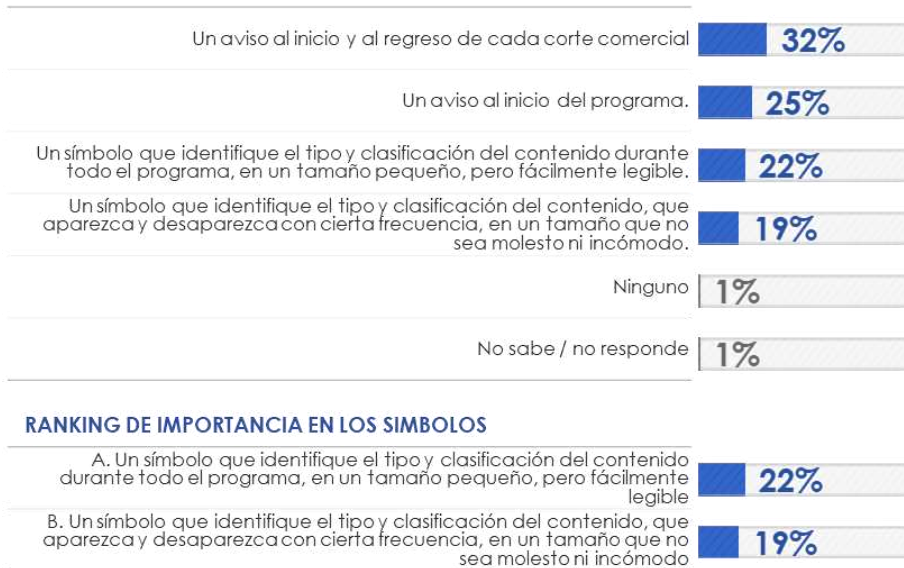 Un aviso al inicio y al regreso de cada corte comercial 32%
Un aviso al inicio del programa. 25%
Un símbolo que identifique el tipo y clasificación del contenido durante
todo el programa, en un tamaño pequeño, pero fácilmente legible. 22%
Un símbolo que identifique el tipo y clasificación del contenido, que
aparezca y desaparezca con cierta frecuencia, en un tamaño que no
sea molesto ni incómodo. 19%
Ninguno 1%
No sabe / no responde 1%
RANKING DE IMPORTANCIA EN LOS SIMBOLOS
A. Un símbolo que identifique el tipo y clasificación del contenido
durante todo el programa, en un tamaño pequeño, pero fácilmente
legible 22%
B. Un símbolo que identifique el tipo y clasificación del contenido, que
aparezca y desaparezca con cierta frecuencia, en un tamaño que no
sea molesto ni incómodo 19%